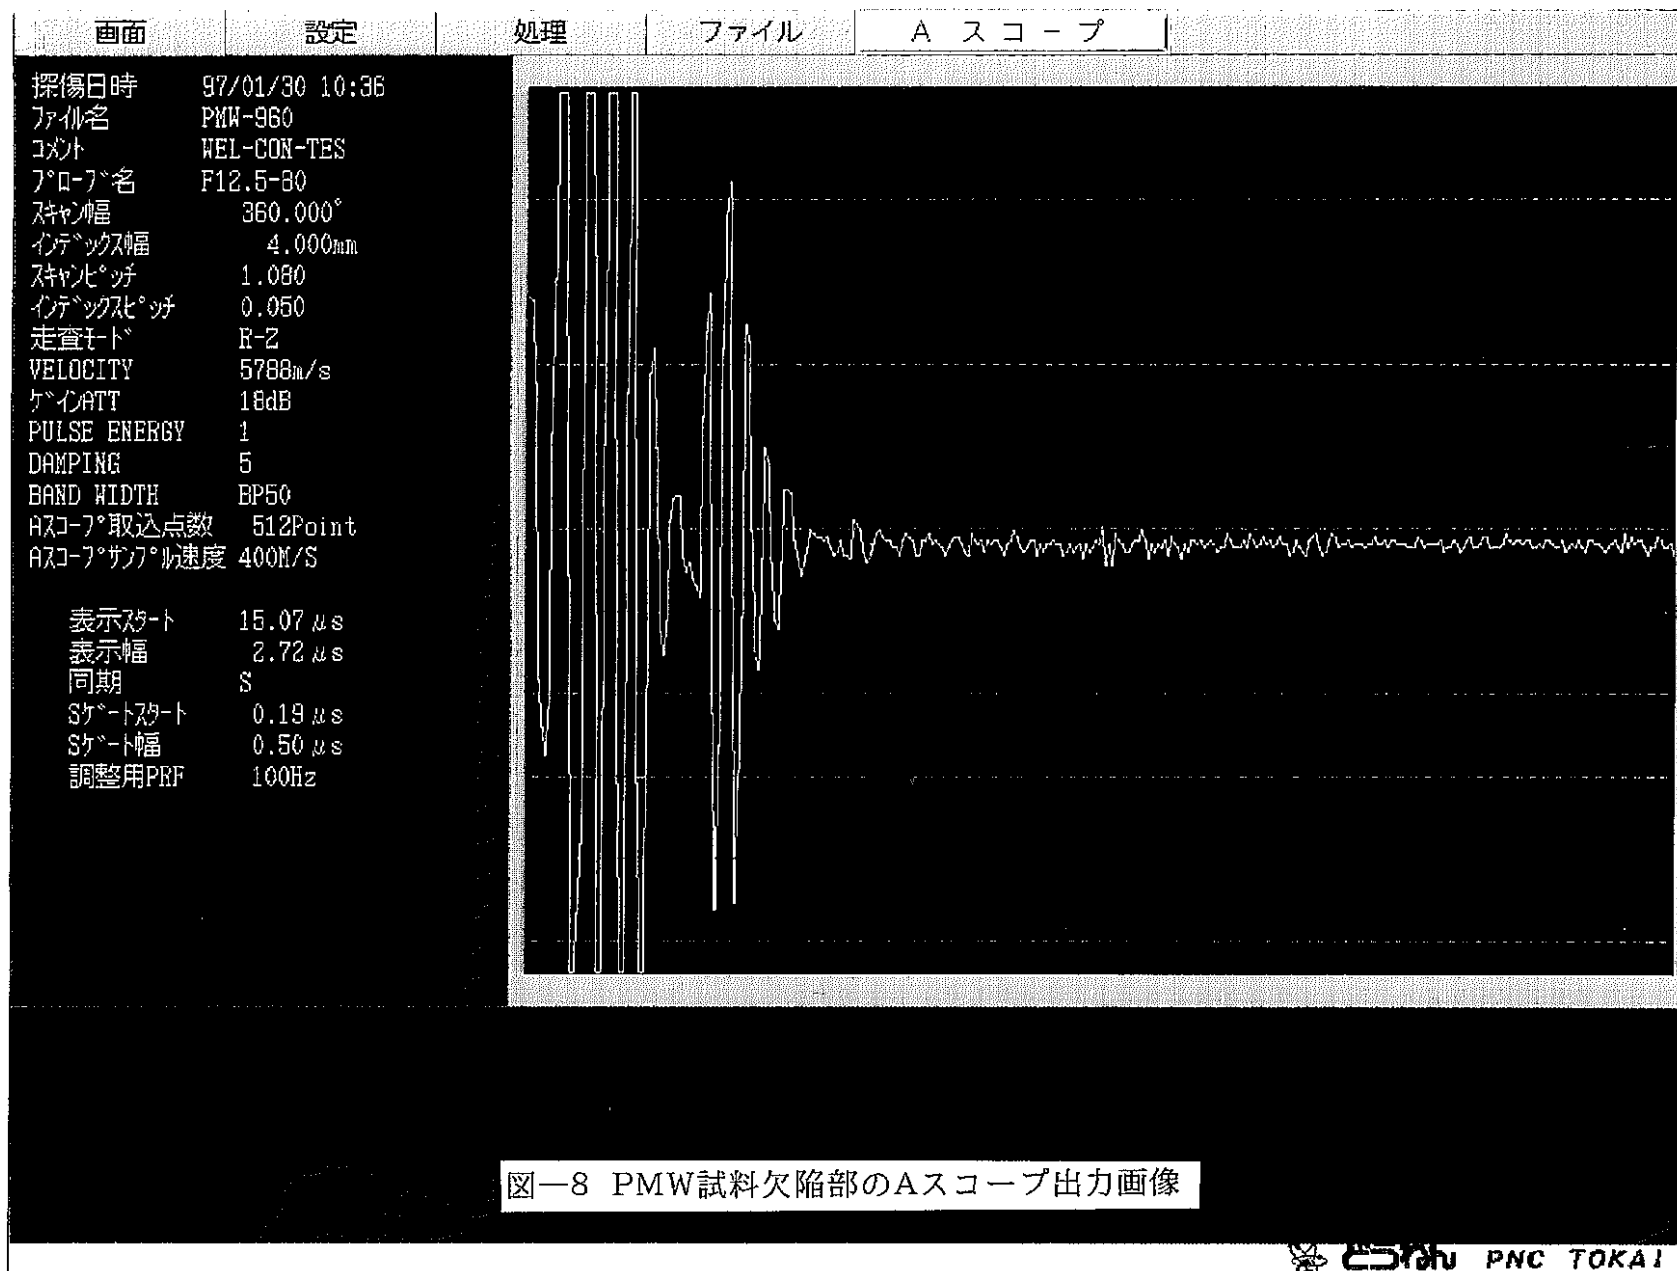 画面 設定 処理 ファイル A スコープ
探傷日時 97/01/30 10:36
ファイル名 PMW-960
コメント WEL-CON-TES
プローブ名 F12.5-80
スキャン幅 360.000°
インデックス幅 4.000mm
スキャンピッチ 1.080
インデックスピッチ 0.050
走査モード R-Z
VELOCITY 5788m/s
ゲインATT 18dB
PULSE ENERGY 1
DAMPING 5
BAND WIDTH BP50
Aスコープ取込点数 512Point
Aスコープサンプル速度 400M/S
表示スタート 15.07μs
表示幅 2.72μs
同期 S
Sゲートスタート 0.19μs
Sゲート幅 0.50μs
調整用PRF 100Hz
図―8 PMW試料欠陥部のAスコープ出力画像
PNC TOKAI